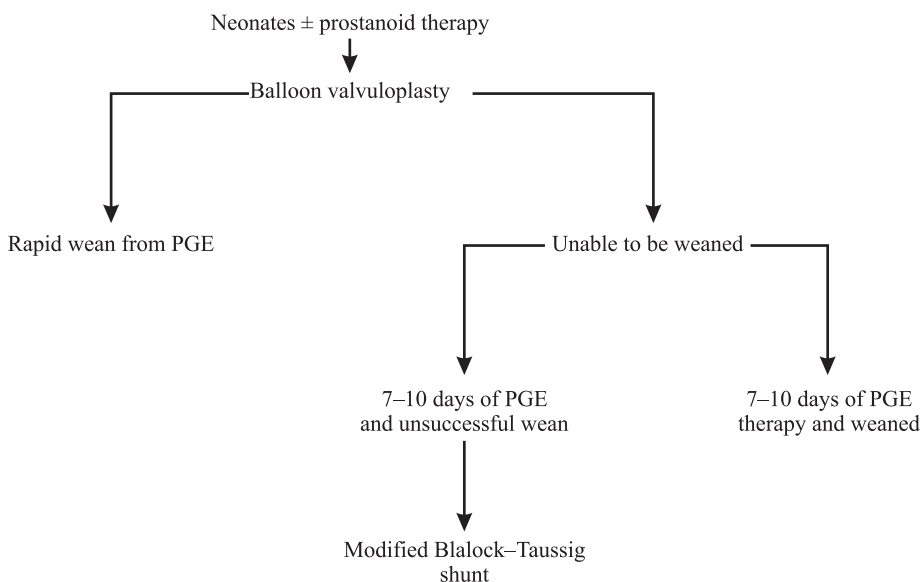 Neonates ± prostanoid therapy
Balloon valvuloplasty
Rapid wean from PGE
Unable to be weaned
7–10 days of PGE
and unsuccessful wean
7–10 days of PGE
therapy and weaned
Modified Blalock–Taussig
shunt